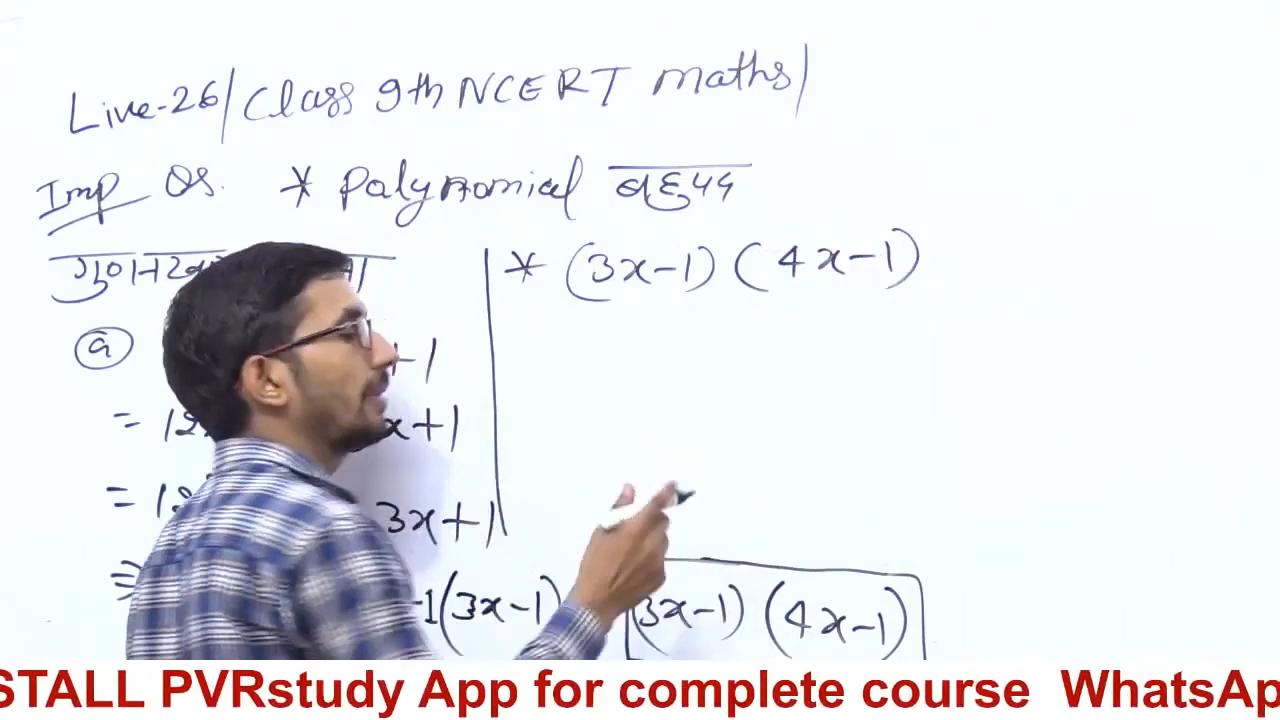 Live-26/Class 9th NCERT maths/
Imp Qs. * Polynomial बहुपद
* (3x-1) (4x-1)
a -1
= 12 x+1
= 12 3x+1
= -1(3x-1) (3x-1) (4x-1)
STALL PVRstudy App for complete course WhatsAp